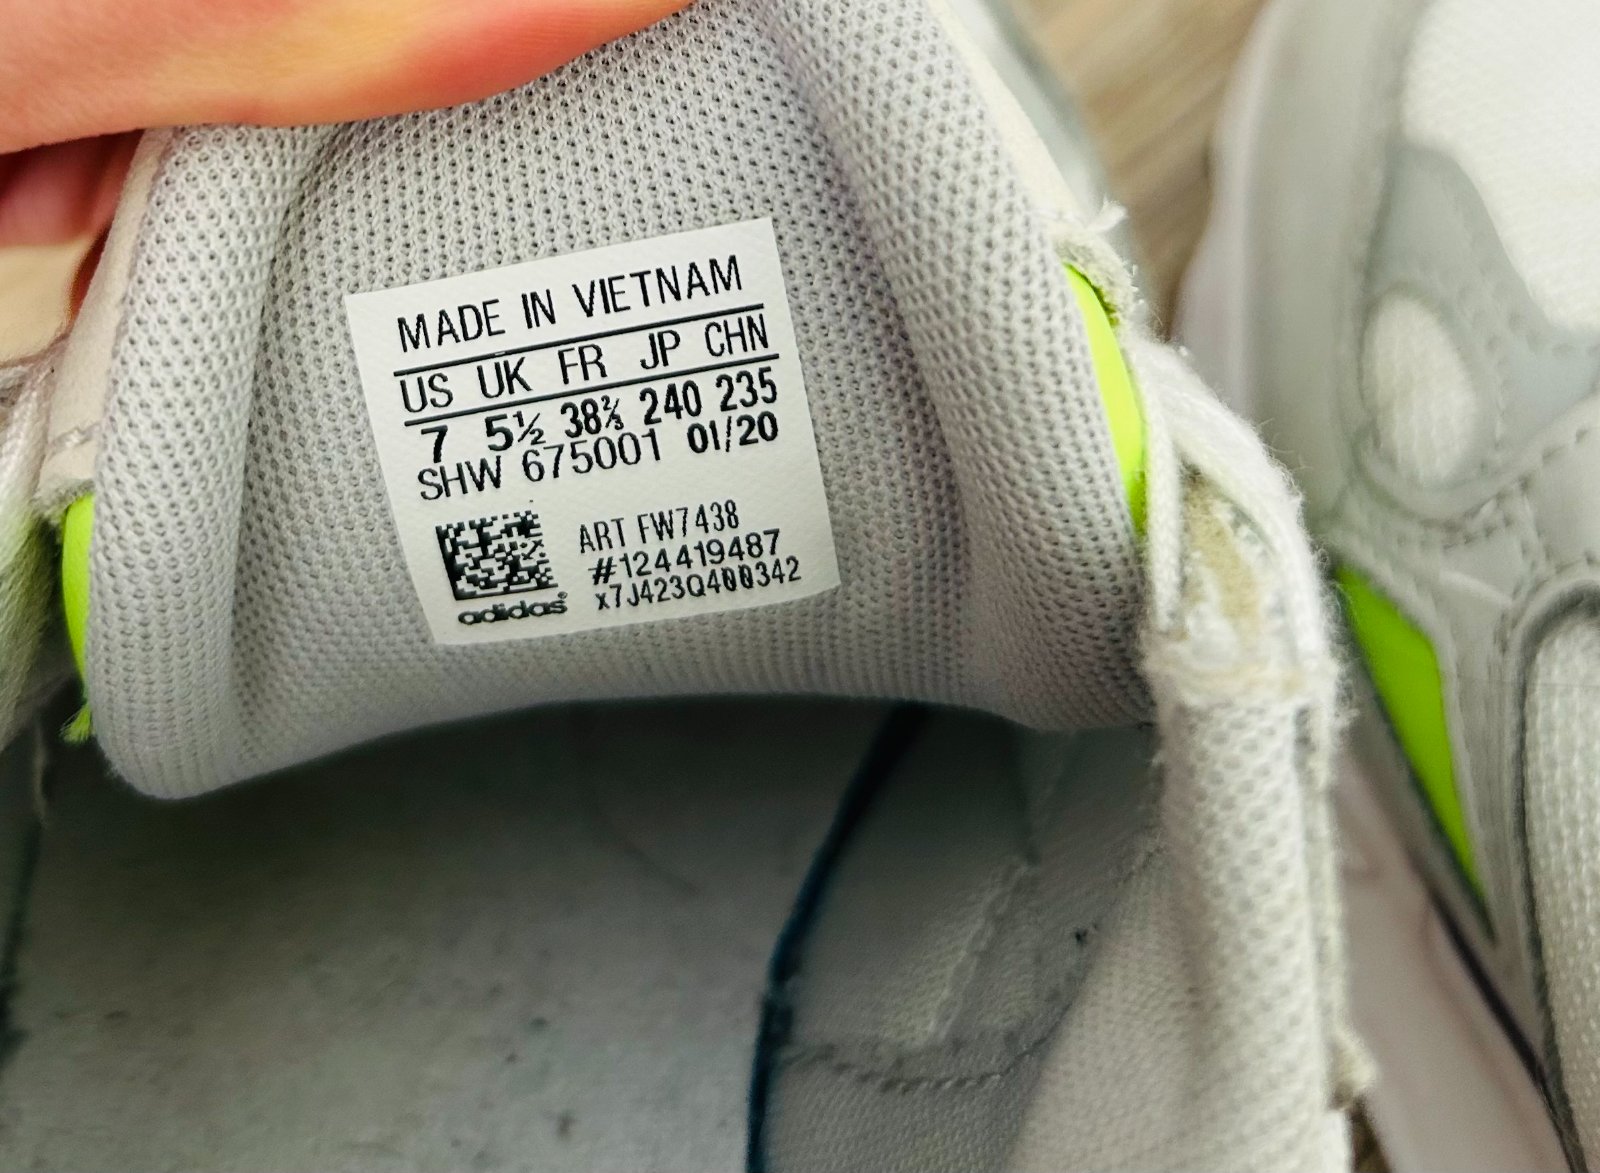 MADE IN VIETNAM
US UK FR JP CHN
7 5½ 38⅔ 240 235
SHW 675001 01/20
ART FW7438
#124419487
x7J423Q400342
adidas®